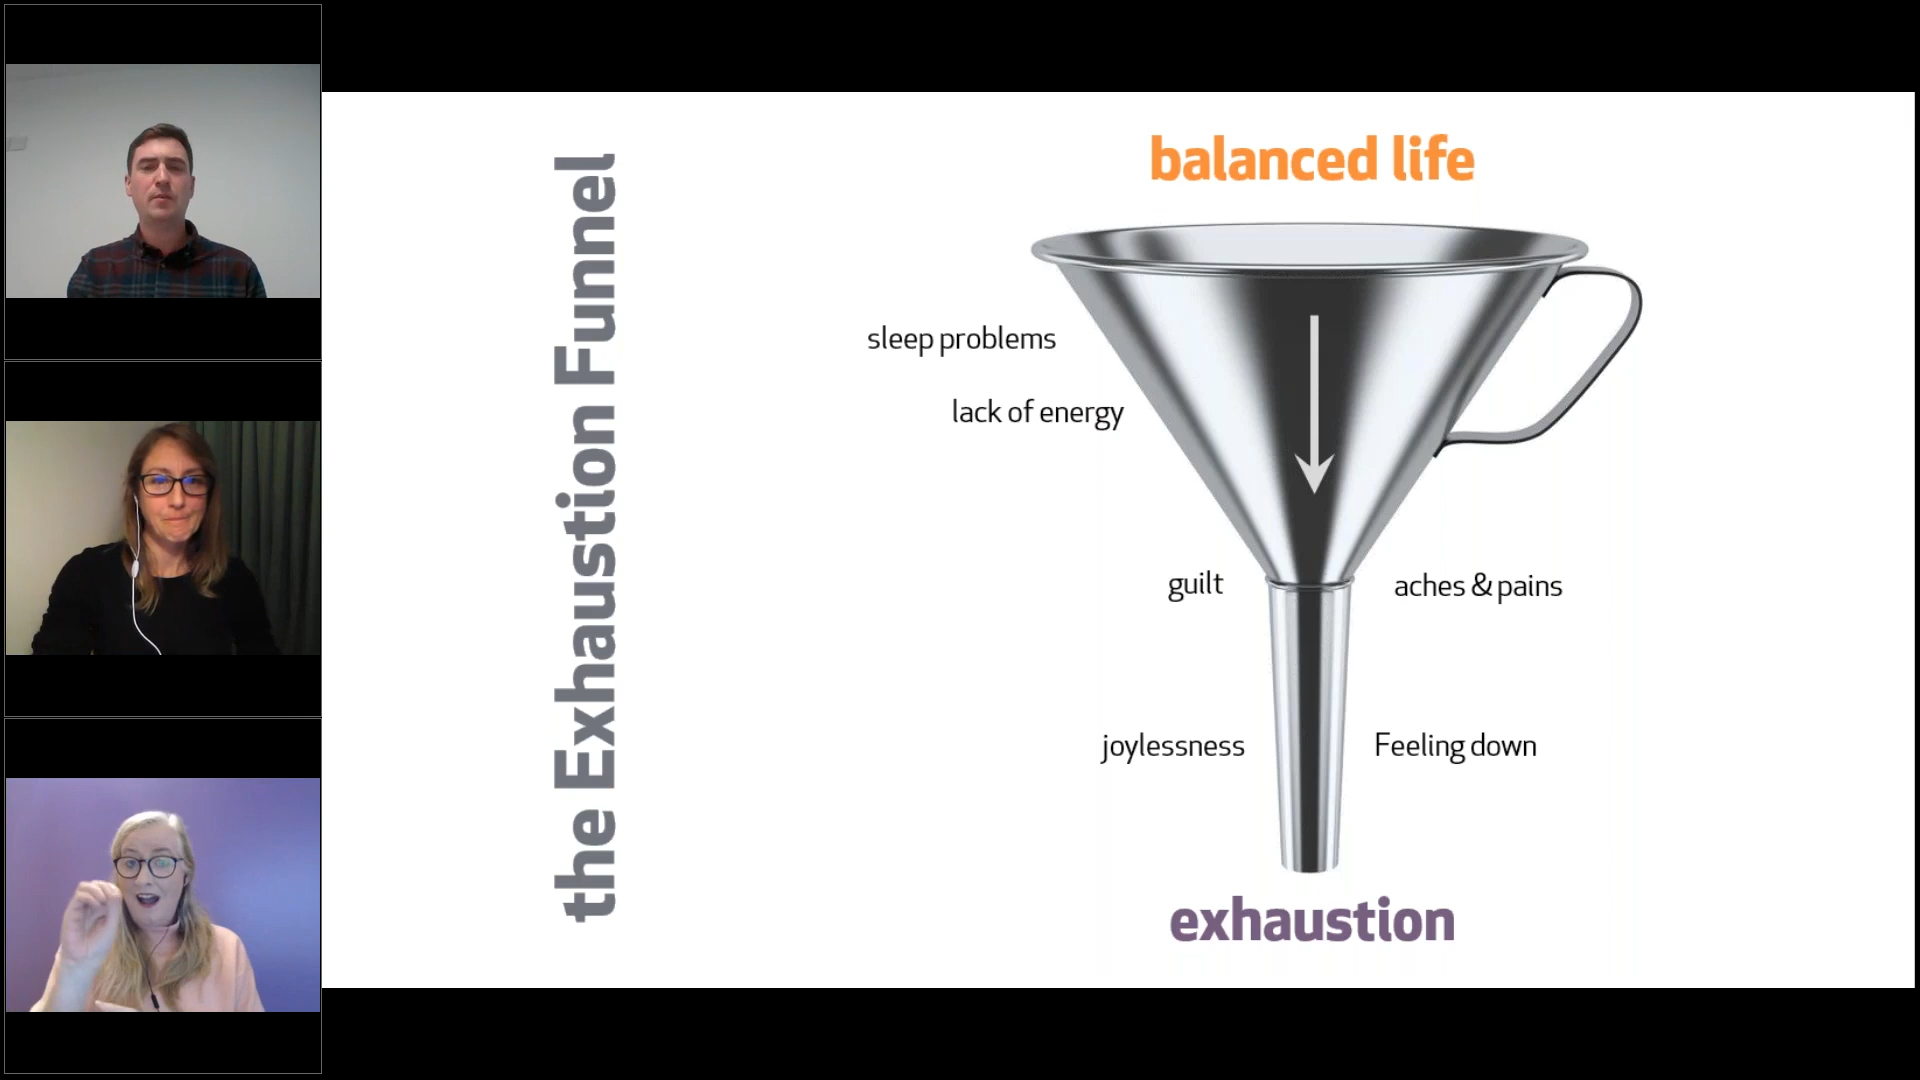 the Exhaustion Funnel
balanced life
sleep problems
lack of energy
guilt
aches & pains
joylessness
Feeling down
exhaustion